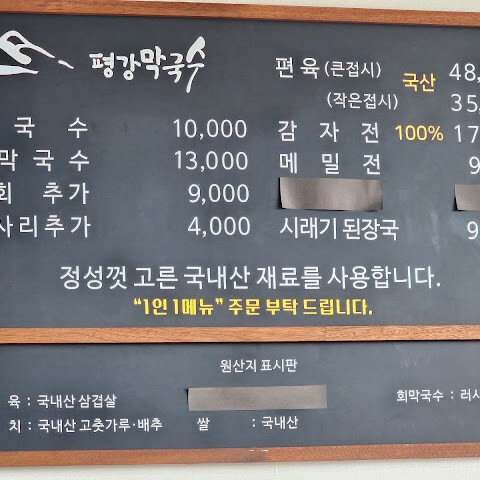 평강막국수
국 수 10,000
막 국 수 13,000
회 추가 9,000
사리추가 4,000
편 육 (큰접시) 국산 48,
(작은접시) 35,
감 자 전 100% 17
메 밀 전 9
시래기 된장국 9
정성껏 고른 국내산 재료를 사용합니다.
“1인 1메뉴” 주문 부탁 드립니다.
원산지 표시판
육 : 국내산 삼겹살
회막국수 : 러시
치 : 국내산 고춧가루·배추 쌀 : 국내산